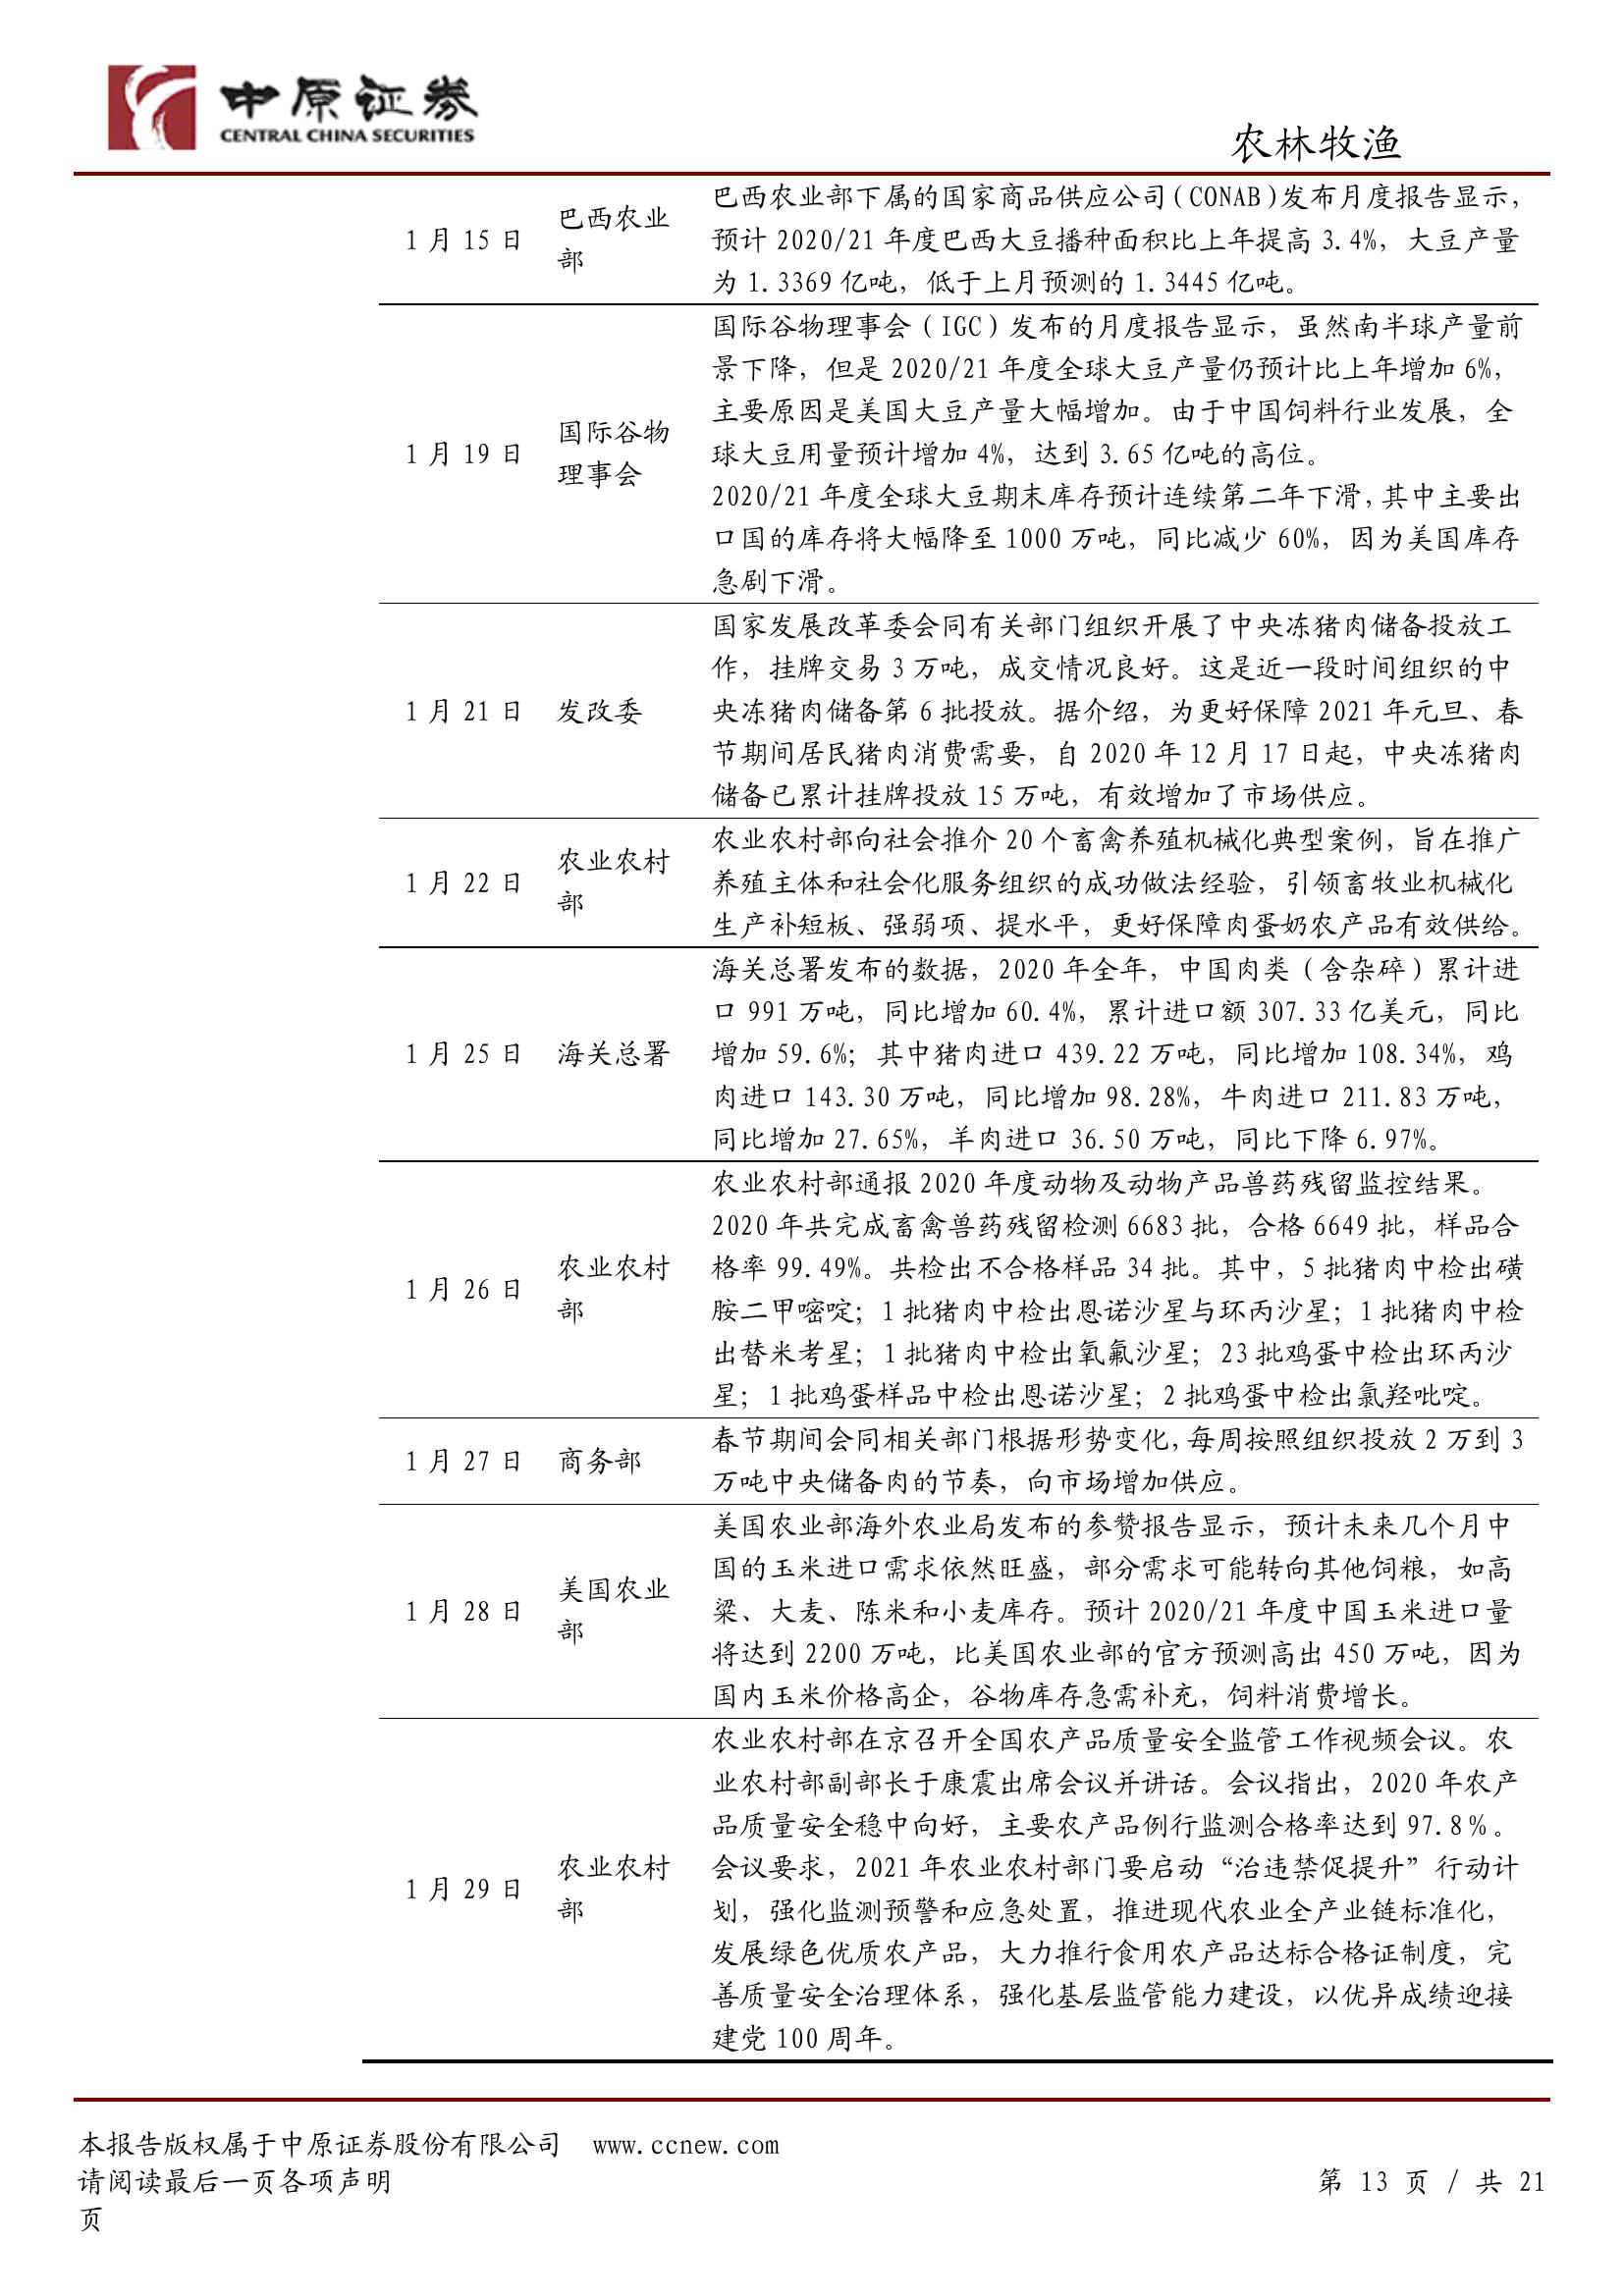 中原证券
CENTRAL CHINA SECURITIES
农林牧渔
1 月 15 日
巴西农业
部
巴西农业部下属的国家商品供应公司(CONAB)发布月度报告显示，
预计 2020/21 年度巴西大豆播种面积比上年提高 3.4%，大豆产量
为 1.3369 亿吨，低于上月预测的 1.3445 亿吨。
1 月 19 日
国际谷物
理事会
国际谷物理事会（IGC）发布的月度报告显示，虽然南半球产量前
景下降，但是 2020/21 年度全球大豆产量仍预计比上年增加 6%，
主要原因是美国大豆产量大幅增加。由于中国饲料行业发展，全
球大豆用量预计增加 4%，达到 3.65 亿吨的高位。
2020/21 年度全球大豆期末库存预计连续第二年下滑，其中主要出
口国的库存将大幅降至 1000 万吨，同比减少 60%，因为美国库存
急剧下滑。
1 月 21 日
发改委
国家发展改革委会同有关部门组织开展了中央冻猪肉储备投放工
作，挂牌交易 3 万吨，成交情况良好。这是近一段时间组织的中
央冻猪肉储备第 6 批投放。据介绍，为更好保障 2021 年元旦、春
节期间居民猪肉消费需要，自 2020 年 12 月 17 日起，中央冻猪肉
储备已累计挂牌投放 15 万吨，有效增加了市场供应。
1 月 22 日
农业农村
部
农业农村部向社会推介 20 个畜禽养殖机械化典型案例，旨在推广
养殖主体和社会化服务组织的成功做法经验，引领畜牧业机械化
生产补短板、强弱项、提水平，更好保障肉蛋奶农产品有效供给。
1 月 25 日
海关总署
海关总署发布的数据，2020 年全年，中国肉类（含杂碎）累计进
口 991 万吨，同比增加 60.4%，累计进口额 307.33 亿美元，同比
增加 59.6%；其中猪肉进口 439.22 万吨，同比增加 108.34%，鸡
肉进口 143.30 万吨，同比增加 98.28%，牛肉进口 211.83 万吨，
同比增加 27.65%，羊肉进口 36.50 万吨，同比下降 6.97%。
1 月 26 日
农业农村
部
农业农村部通报 2020 年度动物及动物产品兽药残留监控结果。
2020 年共完成畜禽兽药残留检测 6683 批，合格 6649 批，样品合
格率 99.49%。共检出不合格样品 34 批。其中，5 批猪肉中检出磺
胺二甲嘧啶；1 批猪肉中检出恩诺沙星与环丙沙星；1 批猪肉中检
出替米考星；1 批猪肉中检出氧氟沙星；23 批鸡蛋中检出环丙沙
星；1 批鸡蛋样品中检出恩诺沙星；2 批鸡蛋中检出氯羟吡啶。
1 月 27 日
商务部
春节期间会同相关部门根据形势变化，每周按照组织投放 2 万到 3
万吨中央储备肉的节奏，向市场增加供应。
1 月 28 日
美国农业
部
美国农业部海外农业局发布的参赞报告显示，预计未来几个月中
国的玉米进口需求依然旺盛，部分需求可能转向其他饲粮，如高
粱、大麦、陈米和小麦库存。预计 2020/21 年度中国玉米进口量
将达到 2200 万吨，比美国农业部的官方预测高出 450 万吨，因为
国内玉米价格高企，谷物库存急需补充，饲料消费增长。
1 月 29 日
农业农村
部
农业农村部在京召开全国农产品质量安全监管工作视频会议。农
业农村部副部长于康震出席会议并讲话。会议指出，2020 年农产
品质量安全稳中向好，主要农产品例行监测合格率达到 97.8％。
会议要求，2021 年农业农村部门要启动“治违禁促提升”行动计
划，强化监测预警和应急处置，推进现代农业全产业链标准化，
发展绿色优质农产品，大力推行食用农产品达标合格证制度，完
善质量安全治理体系，强化基层监管能力建设，以优异成绩迎接
建党 100 周年。
本报告版权属于中原证券股份有限公司 www.ccnew.com
请阅读最后一页各项声明 第 13 页 / 共 21
页